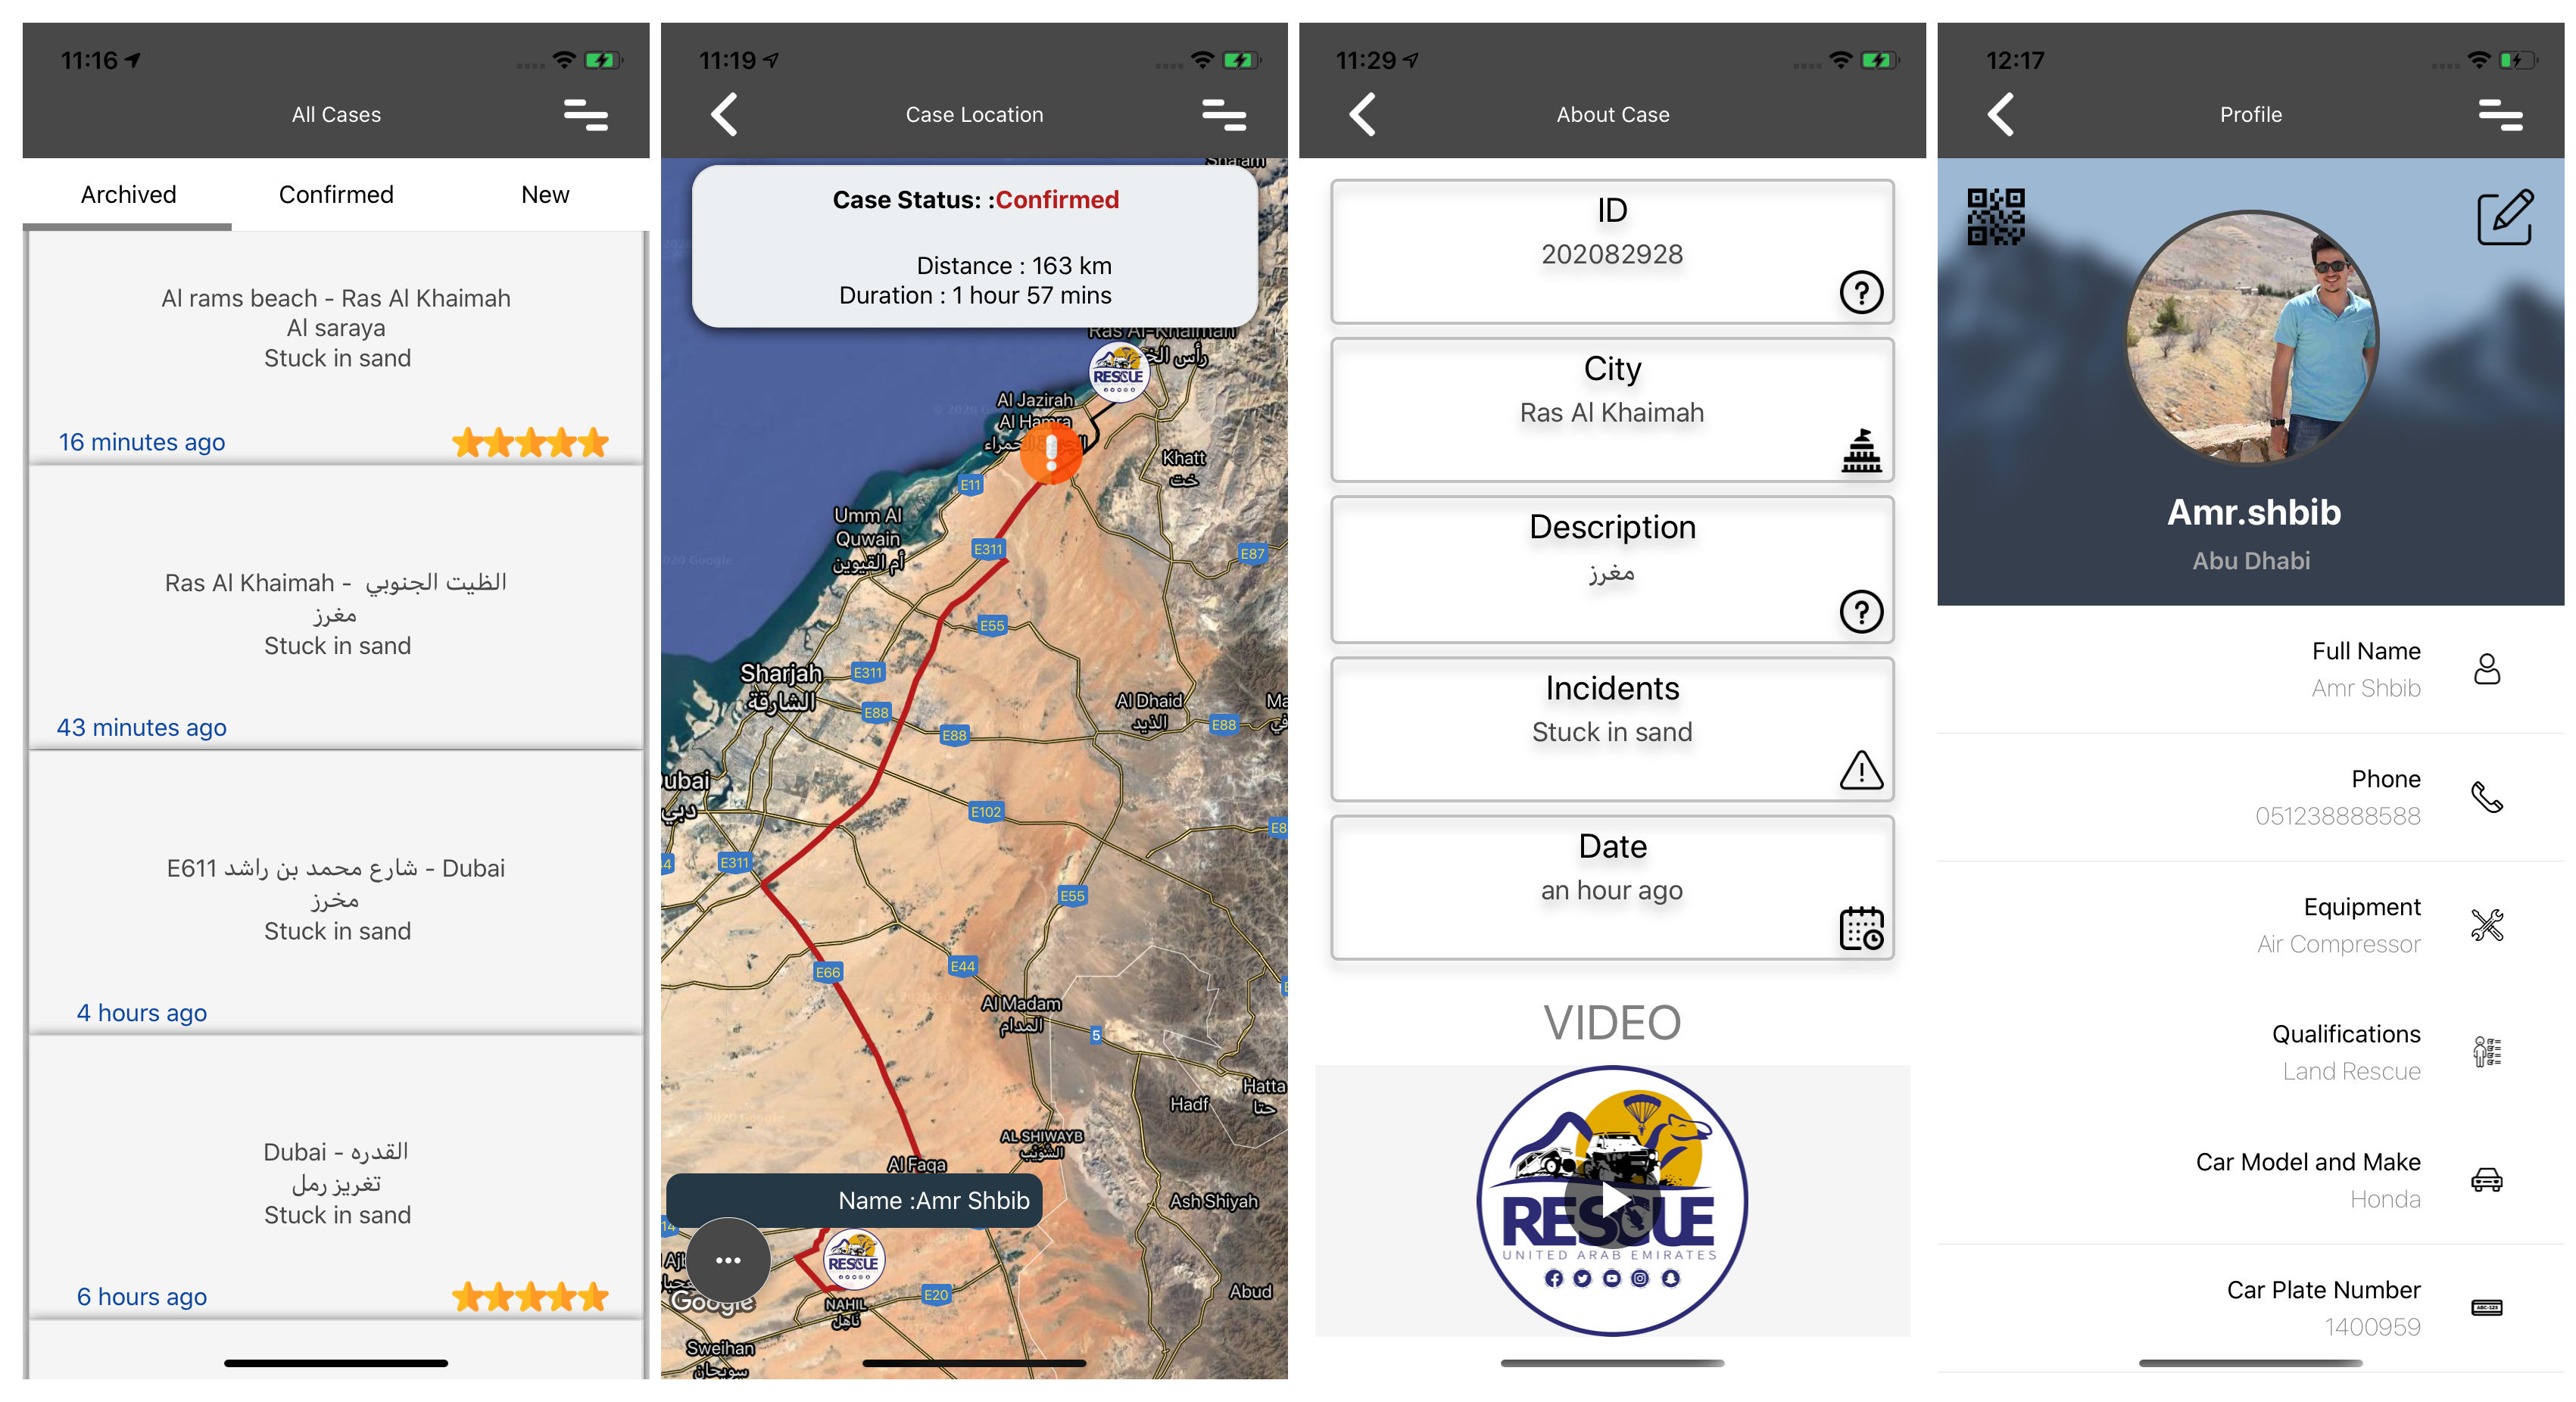 11:16
All Cases
Archived
Confirmed
New
Al rams beach - Ras Al Khaimah
Al saraya
Stuck in sand
16 minutes ago
Ras Al Khaimah - الظيت الجنوبي
مغرز
Stuck in sand
43 minutes ago
E611 شارع محمد بن راشد - Dubai
مخرز
Stuck in sand
4 hours ago
Dubai - القدره
تغريز رمل
Stuck in sand
6 hours ago
11:19
Case Location
Case Status: :Confirmed
Distance : 163 km
Duration : 1 hour 57 mins
Sha'am
Ras Al-Khaimah
RESCUE
Al Jazirah
Al Hamra
Khatt
خت
E11
Umm Al
Quwain
أم القيوين
E311
E87
E55
Sharjah
الشارقة
E311
E88
E88
Al Dhaid
الذيد
E88
دبي
E102
E311
E55
E66
E44
Al Madam
المدام
5
Hatta
حتا
Hadf
AL SHIWAYB
الشويب
Al Faqa
Name :Amr Shbib
Ash Shiyah
RESCUE
...
Google
NAHIL
ناهل
E20
Abud
Sweihan
سويحان
11:29
About Case
ID
202082928
City
Ras Al Khaimah
Description
مغرز
Incidents
Stuck in sand
Date
an hour ago
VIDEO
RESCUE
UNITED ARAB EMIRATES
12:17
Profile
Amr.shbib
Abu Dhabi
Full Name
Amr Shbib
Phone
051238888588
Equipment
Air Compressor
Qualifications
Land Rescue
Car Model and Make
Honda
Car Plate Number
1400959
ABC-123